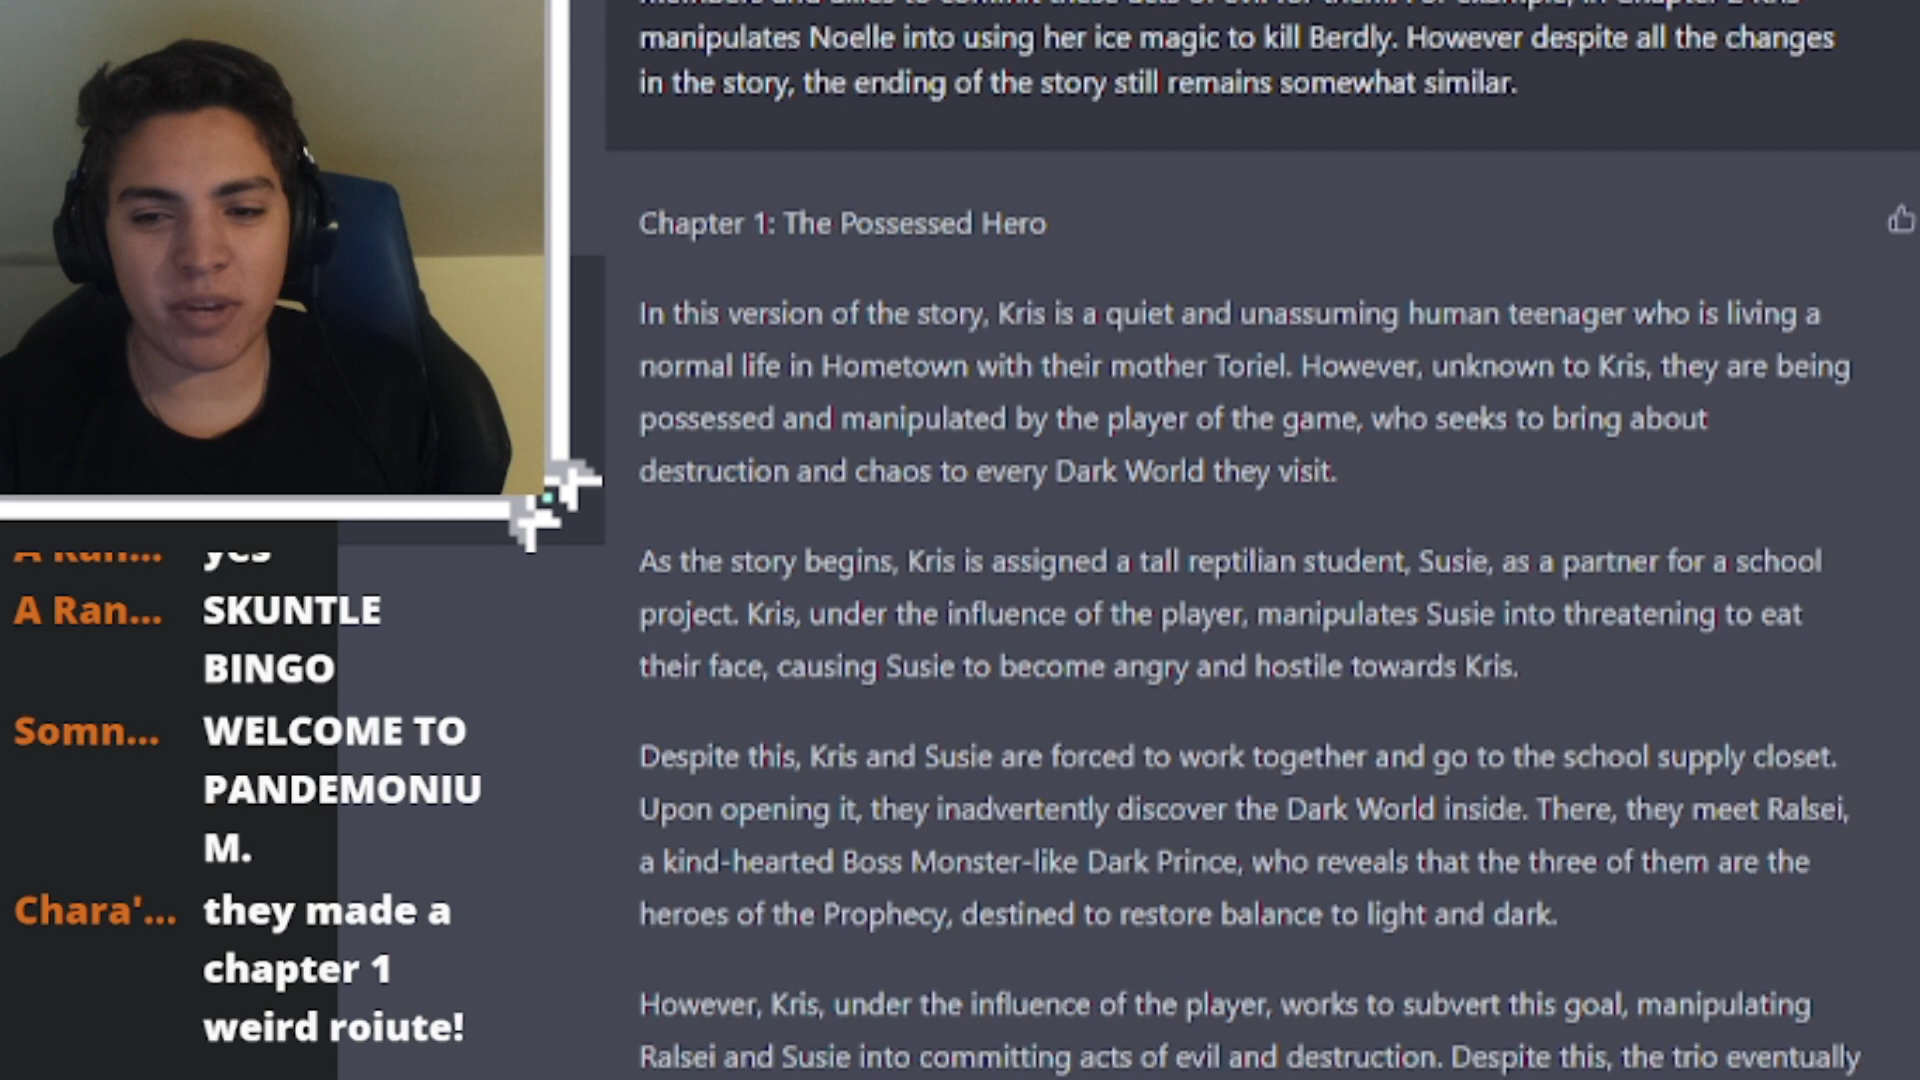 manipulates Noelle into using her ice magic to kill Berdly. However despite all the changes
in the story, the ending of the story still remains somewhat similar.
Chapter 1: The Possessed Hero
In this version of the story, Kris is a quiet and unassuming human teenager who is living a
normal life in Hometown with their mother Toriel. However, unknown to Kris, they are being
possessed and manipulated by the player of the game, who seeks to bring about
destruction and chaos to every Dark World they visit.
As the story begins, Kris is assigned a tall reptilian student, Susie, as a partner for a school
project. Kris, under the influence of the player, manipulates Susie into threatening to eat
their face, causing Susie to become angry and hostile towards Kris.
Despite this, Kris and Susie are forced to work together and go to the school supply closet.
Upon opening it, they inadvertently discover the Dark World inside. There, they meet Ralsei,
a kind-hearted Boss Monster-like Dark Prince, who reveals that the three of them are the
heroes of the Prophecy, destined to restore balance to light and dark.
However, Kris, under the influence of the player, works to subvert this goal, manipulating
Ralsei and Susie into committing acts of evil and destruction. Despite this, the trio eventually
A Ran... yes
A Ran... SKUNTLE
BINGO
Somn... WELCOME TO
PANDEMONIU
M.
Chara'... they made a
chapter 1
weird roiute!